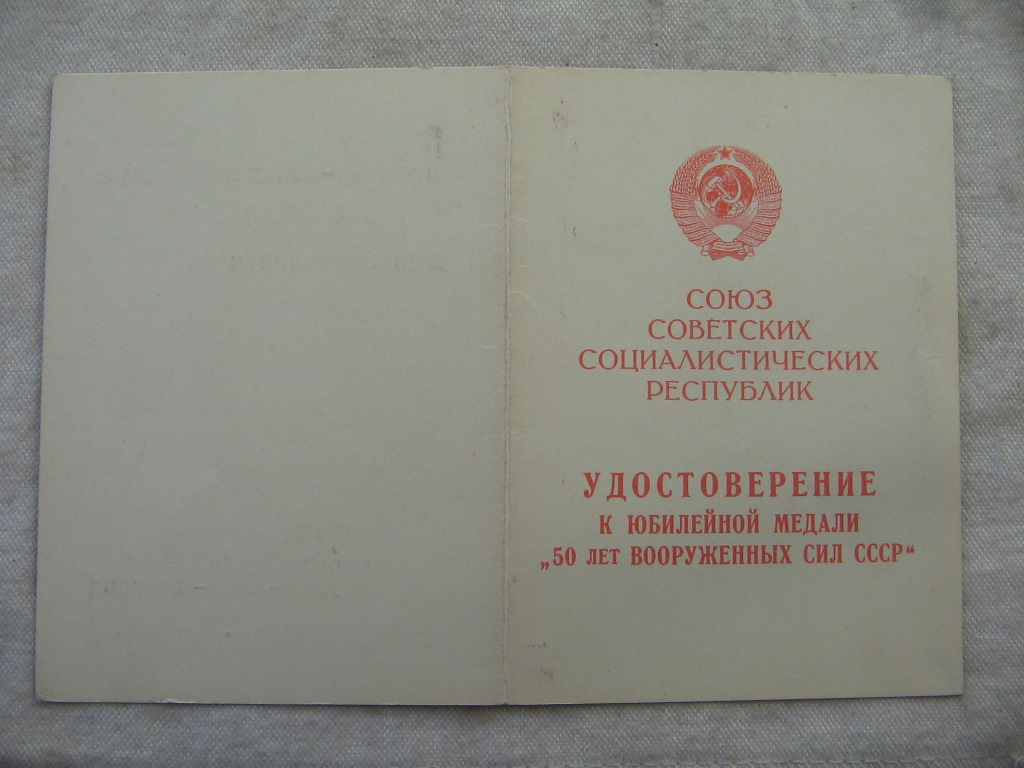 СОЮЗ
СОВЕТСКИХ
СОЦИАЛИСТИЧЕСКИХ
РЕСПУБЛИК
УДОСТОВЕРЕНИЕ
К ЮБИЛЕЙНОЙ МЕДАЛИ
„50 ЛЕТ ВООРУЖЕННЫХ СИЛ СССР“